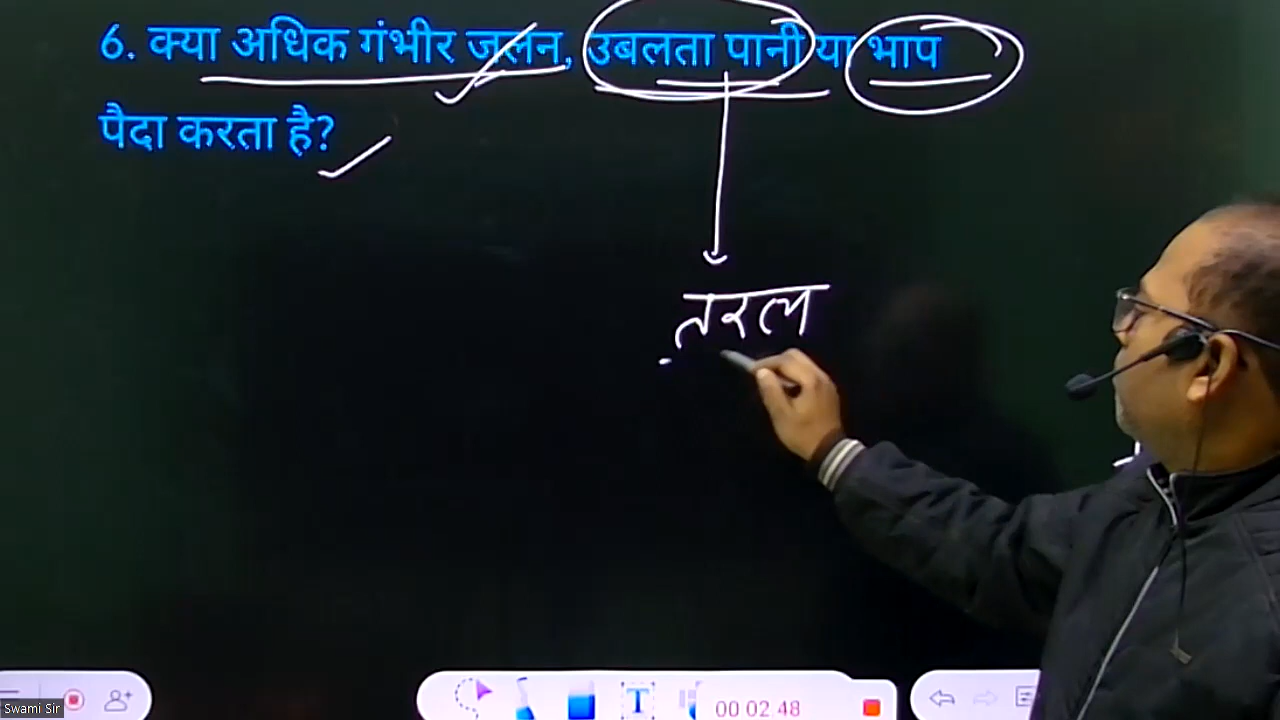 6. क्या अधिक गंभीर जलन, उबलता पानी या भाप
पैदा करता है?
तरल
T
Swami Sir
00 02.48